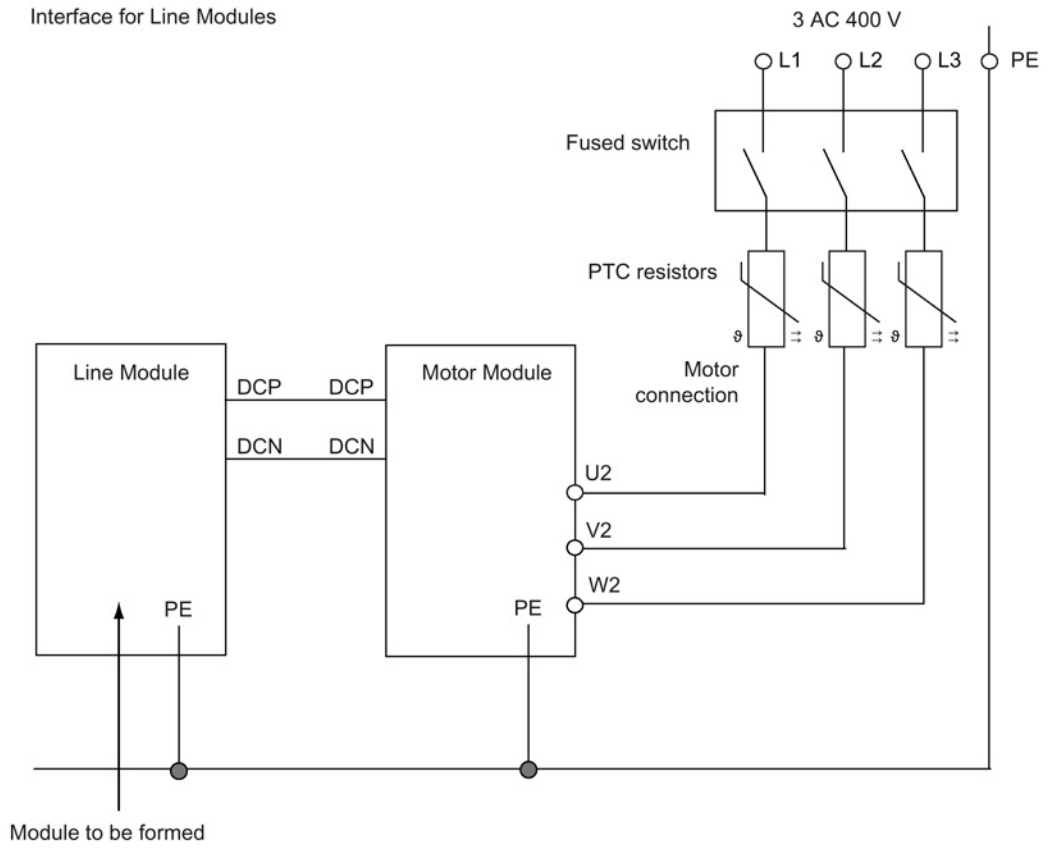 Interface for Line Modules
3 AC 400 V
L1
L2
L3
PE
Fused switch
PTC resistors
ϑ
ϑ
ϑ
Line Module
Motor Module
Motor
connection
DCP
DCP
DCN
DCN
U2
V2
W2
PE
PE
Module to be formed